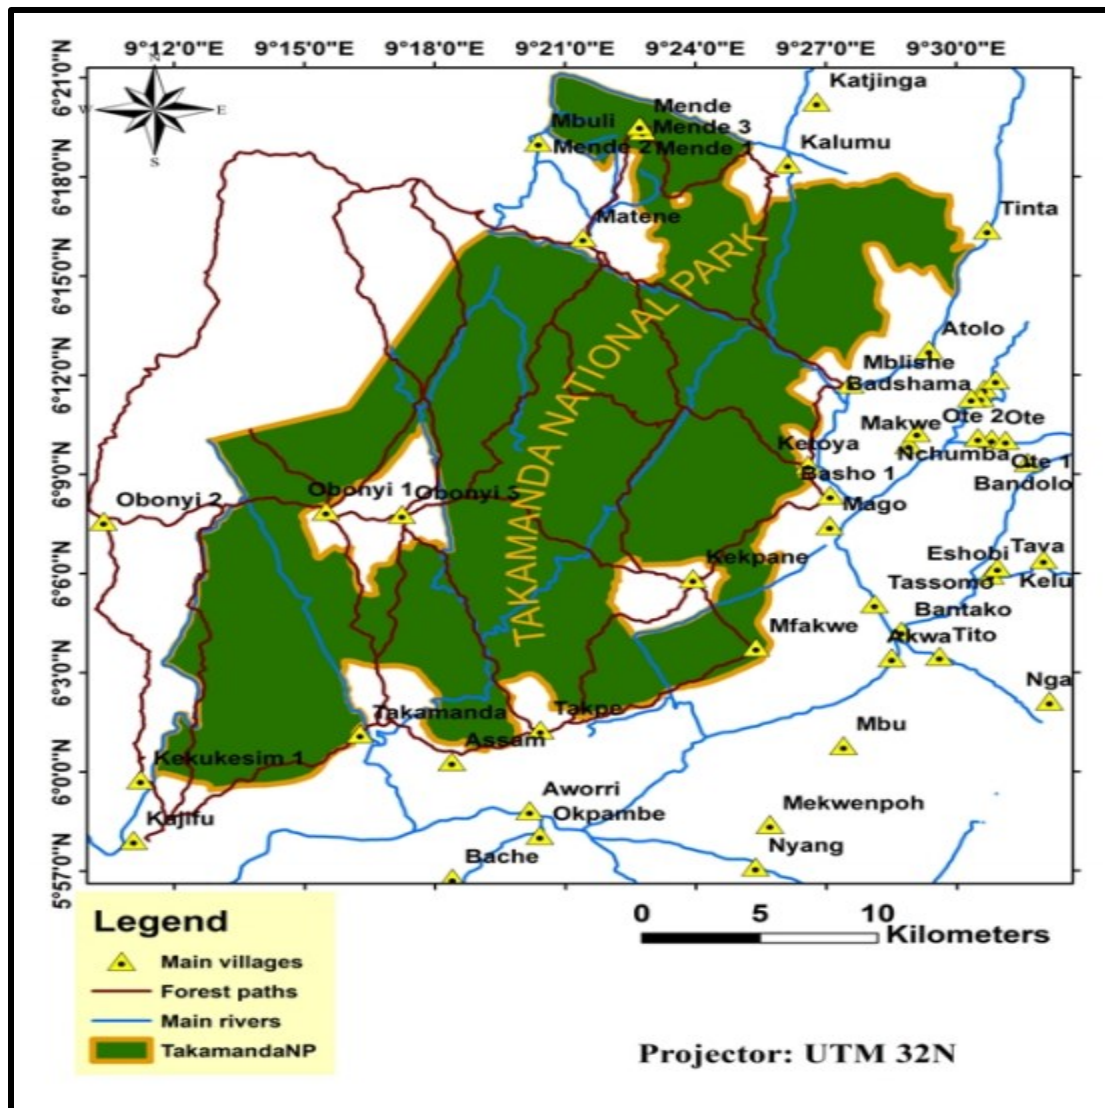 9°12'0"E 9°15'0"E 9°18'0"E 9°21'0"E 9°24'0"E 9°27'0"E 9°30'0"E
6°21'0"N
6°18'0"N
6°15'0"N
6°12'0"N
6°9'0"N
6°6'0"N
6°3'0"N
6°0'0"N
5°57'0"N
N
W E
S
Katjinga
Mende
Mbuli
Mende 3
Kalumu
Mende 2 Mende 1
Tinta
Matene
TAKAMANDA NATIONAL PARK
Atolo
Mblishe
Badshama
Makwe Ote 2 Ote
Ketoya Nchumba Ote 1
Basho 1 Bandolo
Obonyi 2 Obonyi 1 Obonyi 3 Mago
Kekpane Eshobi Tava
Tassomo Kelu
Bantako
Mfakwe Akwa Tito
Nga
Takamanda Takpe Mbu
Assam
Kekukesim 1
Aworri Mekwenpoh
Kajifu Okpambe
Bache Nyang
Legend
Main villages
Forest paths
Main rivers
TakamandaNP
0 5 10
Kilometers
Projector: UTM 32N